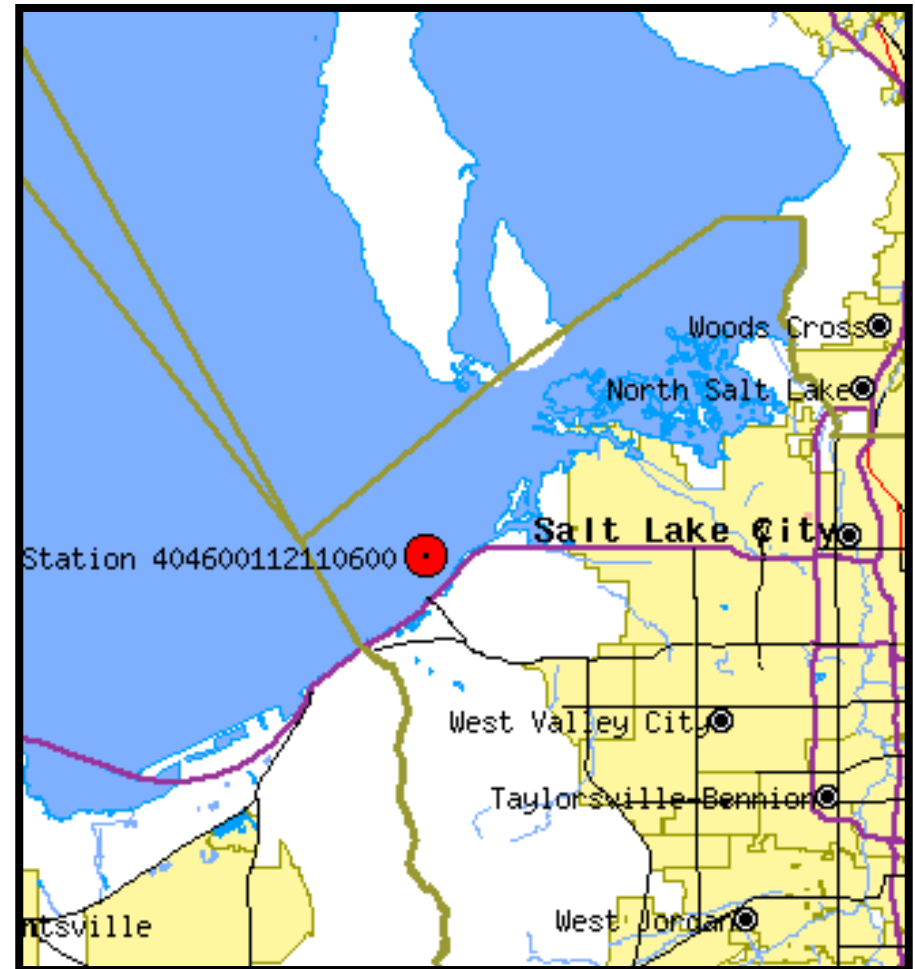 Woods Cross
North Salt Lake
Salt Lake City
Station 404600112110600
West Valley City
Taylorsville-Bennion
West Jordan
ntsville